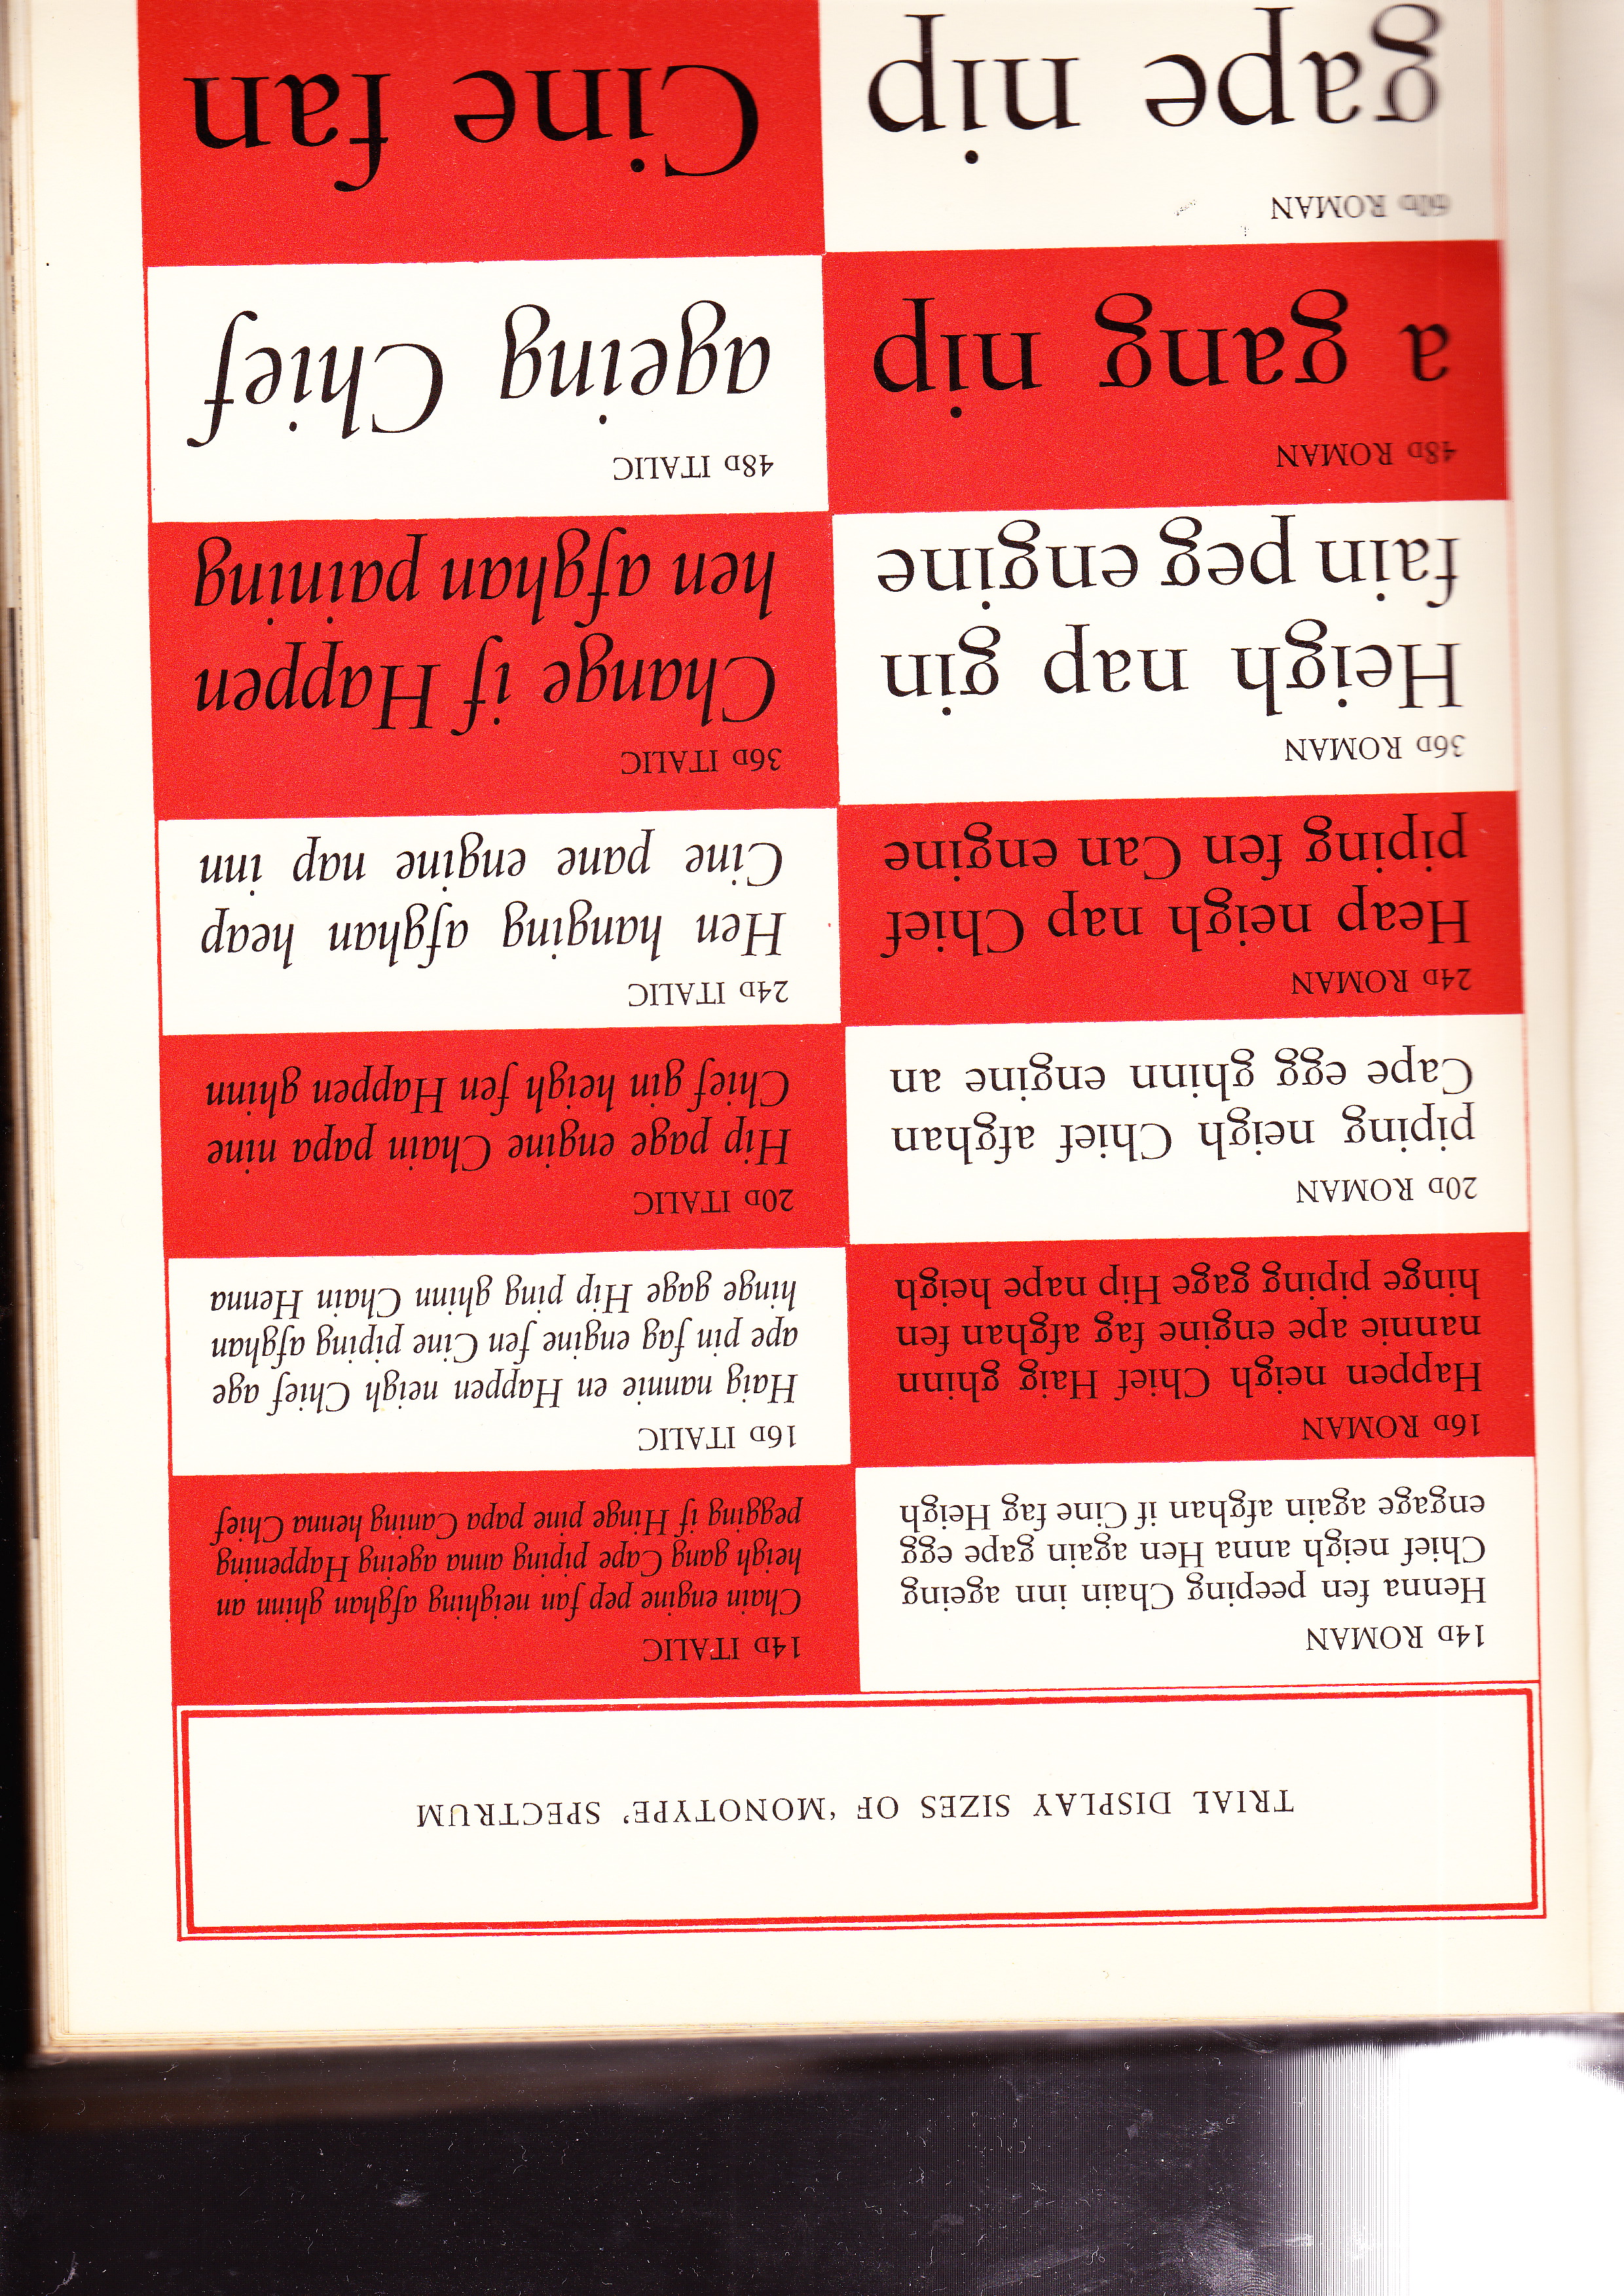 TRIAL DISPLAY SIZES OF ‘MONOTYPE’ SPECTRUM
14D ROMAN
Henna fen peeping Chain inn ageing
Chief neigh anna Hen again gape egg
engage again afghan if Cine fag Heigh
14D ITALIC
Chain engine pep fan neighing afghan ghinn an
heigh gang Cape piping anna ageing Happening
pegging if Hinge pine papa Caning henna Chief
16D ROMAN
Happen neigh Chief Haig ghinn
nannie ape engine fag afghan fen
hinge piping gage Hip nape heigh
16D ITALIC
Haig nannie en Happen neigh Chief age
ape pin fag engine fen Cine piping afghan
hinge gage Hip ping ghinn Chain Henna
20D ROMAN
piping neigh Chief afghan
Cape egg ghinn engine an
20D ITALIC
Hip page engine Chain papa nine
Chief gin heigh fen Happen ghinn
24D ROMAN
Heap neigh nap Chief
piping fen Can engine
24D ITALIC
Hen hanging afghan heap
Cine pane engine nap inn
36D ROMAN
Heigh nap gin
fain peg engine
36D ITALIC
Change if Happen
hen afghan paining
48D ROMAN
a gang nip
48D ITALIC
ageing Chief
60D ROMAN
gape nip
Cine fan